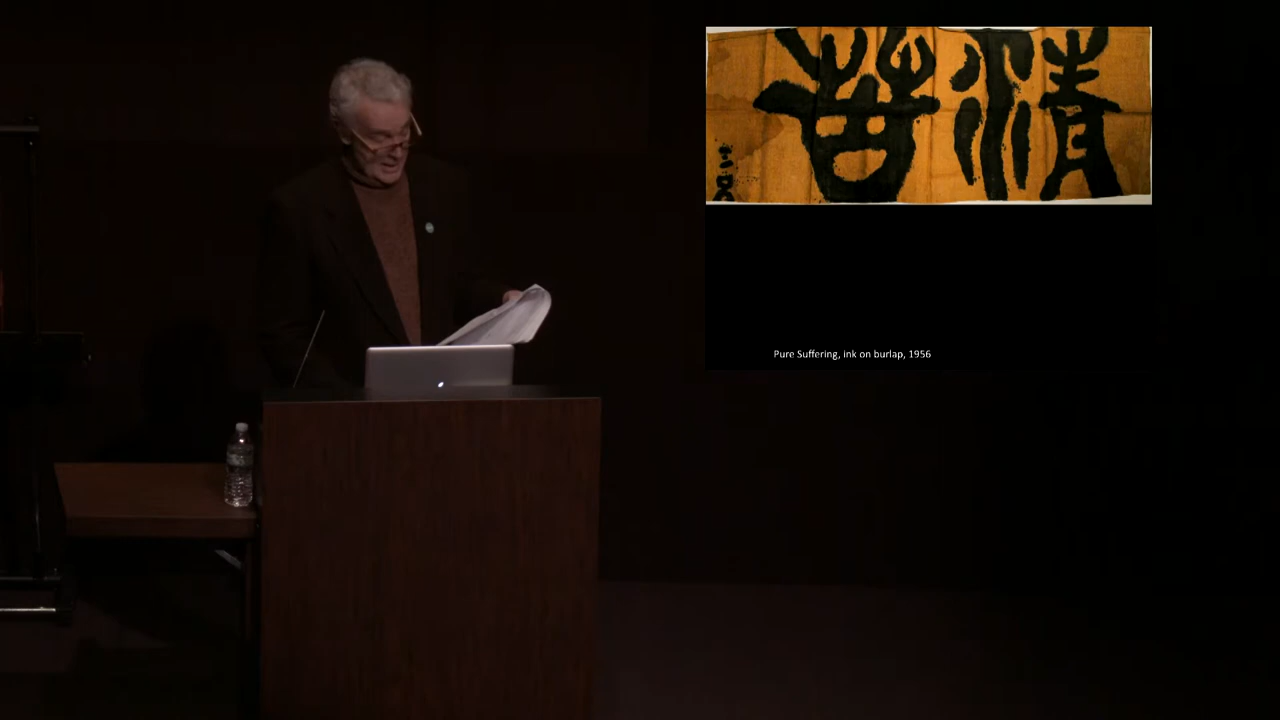 清苦
Pure Suffering, ink on burlap, 1956